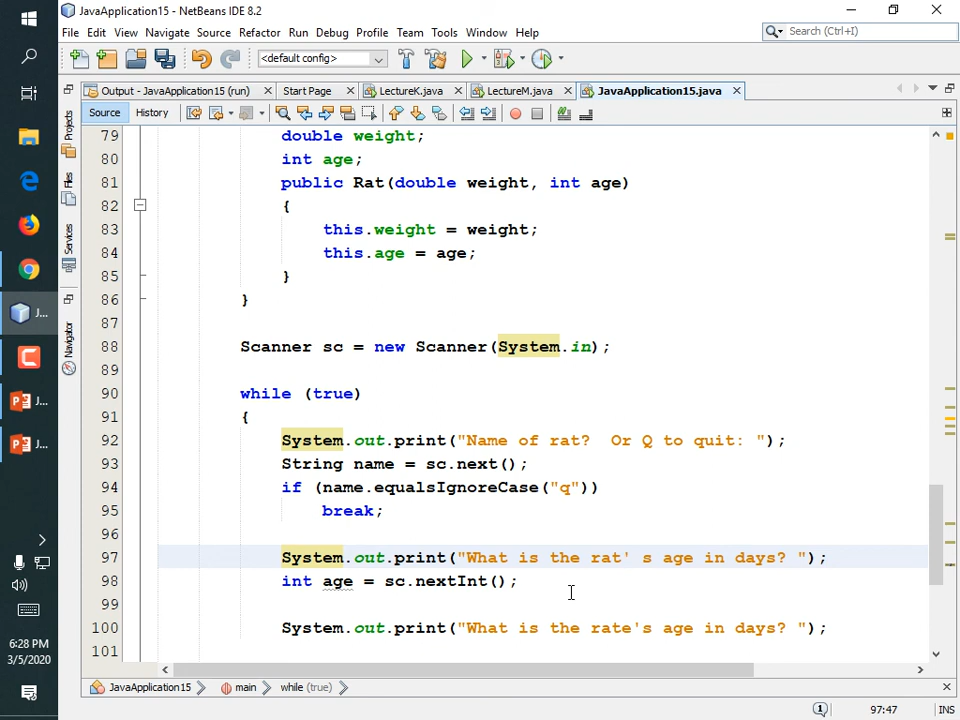 JavaApplication15 - NetBeans IDE 8.2
File Edit View Navigate Source Refactor Run Debug Profile Team Tools Window Help
Search (Ctrl+I)
<default config>
Output - JavaApplication15 (run) Start Page LectureK.java LectureM.java JavaApplication15.java
Source History
Projects
Files
Services
Navigator
79 double weight;
80 int age;
81 public Rat(double weight, int age)
82 {
83 this.weight = weight;
84 this.age = age;
85 }
86 }
87
88 Scanner sc = new Scanner(System.in);
89
90 while (true)
91 {
92 System.out.print("Name of rat?  Or Q to quit: ");
93 String name = sc.next();
94 if (name.equalsIgnoreCase("q"))
95 break;
96
97 System.out.print("What is the rat' s age in days? ");
98 int age = sc.nextInt();
99
100 System.out.print("What is the rate's age in days? ");
101
J...
J...
J...
6:28 PM
3/5/2020
JavaApplication15 main while (true)
1 97:47 INS